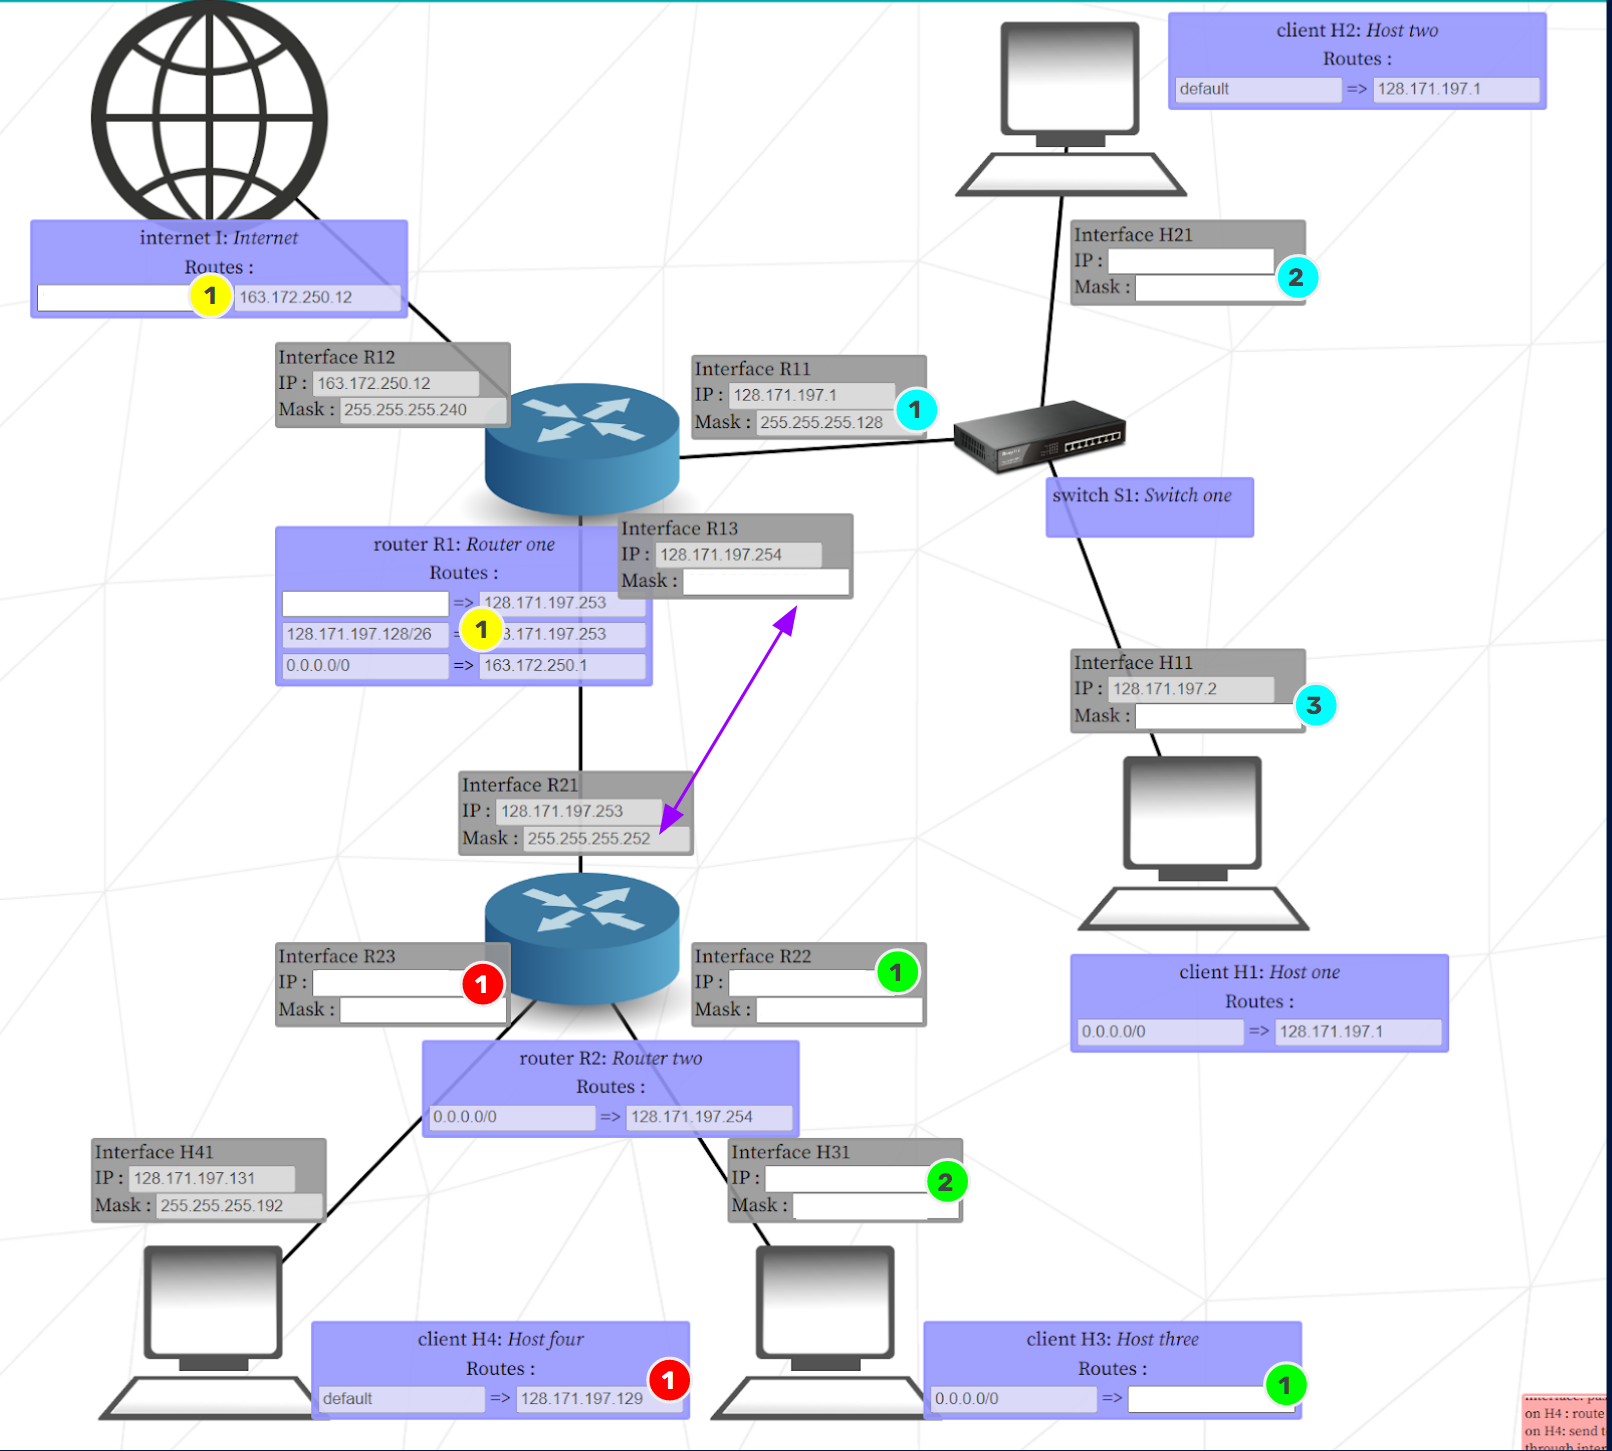 client H2: Host two
Routes :
default => 128.171.197.1
internet I: Internet
Routes :
1 163.172.250.12
Interface H21
IP :
Mask :
2
Interface R12
IP : 163.172.250.12
Mask : 255.255.255.240
Interface R11
IP : 128.171.197.1
Mask : 255.255.255.128
1
switch S1: Switch one
Interface R13
IP : 128.171.197.254
Mask :
router R1: Router one
Routes :
=> 128.171.197.253
128.171.197.128/26 = 1 3.171.197.253
0.0.0.0/0 => 163.172.250.1
Interface H11
IP : 128.171.197.2
Mask :
3
Interface R21
IP : 128.171.197.253
Mask : 255.255.255.252
Interface R23
IP :
Mask :
1
Interface R22
IP :
Mask :
1
client H1: Host one
Routes :
0.0.0.0/0 => 128.171.197.1
router R2: Router two
Routes :
0.0.0.0/0 => 128.171.197.254
Interface H41
IP : 128.171.197.131
Mask : 255.255.255.192
Interface H31
IP :
Mask :
2
client H4: Host four
Routes :
default => 128.171.197.129
1
client H3: Host three
Routes :
0.0.0.0/0 =>
1
on H4 : route
on H4: send
through